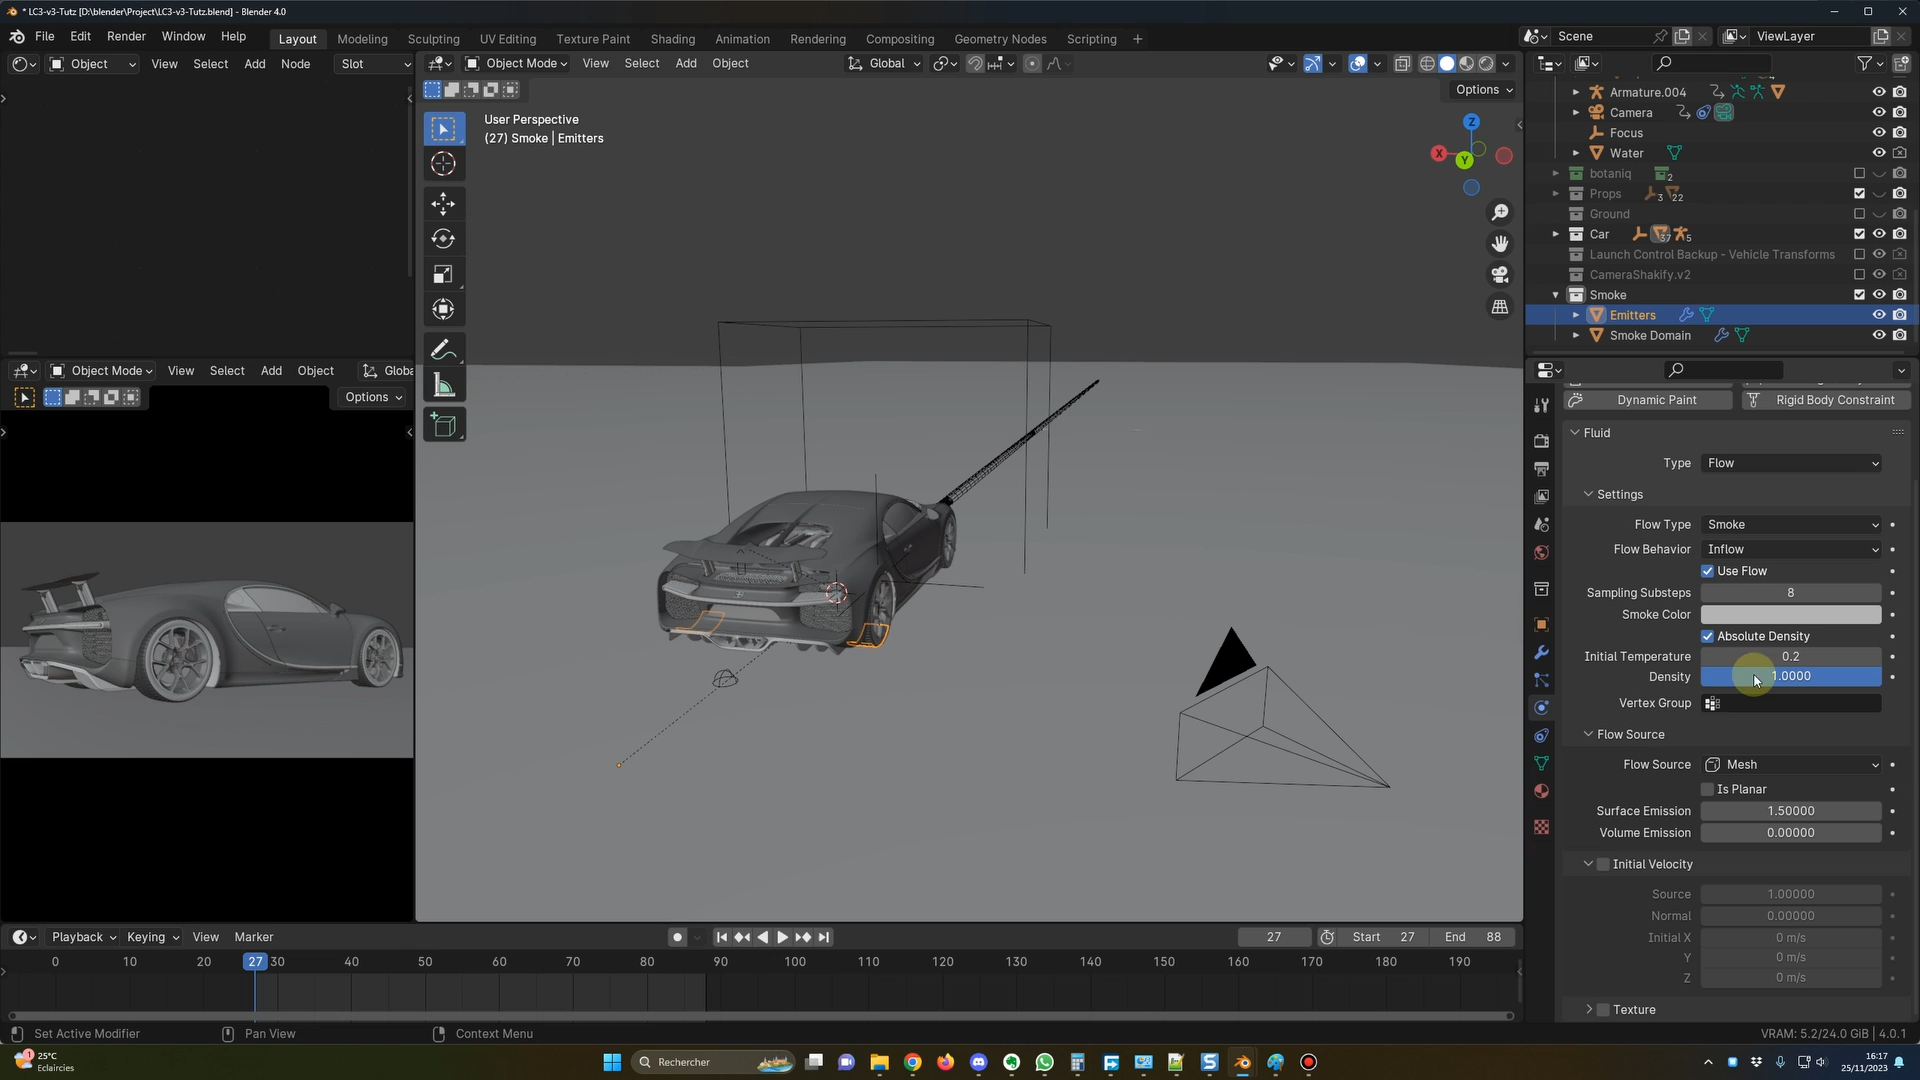 * LC3-v3-Tutz [D:\blender\Project\LC3-v3-Tutz.blend] - Blender 4.0
File Edit Render Window Help
Layout Modeling Sculpting UV Editing Texture Paint Shading Animation Rendering Compositing Geometry Nodes Scripting +
Scene
ViewLayer
Object View Select Add Node Slot
Object Mode View Select Add Object
Global
Options
User Perspective
(27) Smoke | Emitters
Z
X
Y
Armature.004
Camera
Focus
Water
botaniq 2
Props 3 22
Ground
Car 37 5
Launch Control Backup - Vehicle Transforms
CameraShakify.v2
Smoke
Emitters
Smoke Domain
Object Mode View Select Add Object Globa
Options
Dynamic Paint
Rigid Body Constraint
Fluid
Type Flow
Settings
Flow Type Smoke
Flow Behavior Inflow
Use Flow
Sampling Substeps 8
Smoke Color
Absolute Density
Initial Temperature 0.2
Density 1.0000
Vertex Group
Flow Source
Flow Source Mesh
Is Planar
Surface Emission 1.50000
Volume Emission 0.00000
Initial Velocity
Source 1.00000
Normal 0.00000
Initial X 0 m/s
Y 0 m/s
Z 0 m/s
Texture
Playback Keying View Marker
27
Start 27
End 88
0 10 20 27 30 40 50 60 70 80 90 100 110 120 130 140 150 160 170 180 190
Set Active Modifier
Pan View
Context Menu
VRAM: 5.2/24.0 GiB | 4.0.1
1
25°C
Eclaircies
Rechercher
16:17
25/11/2023